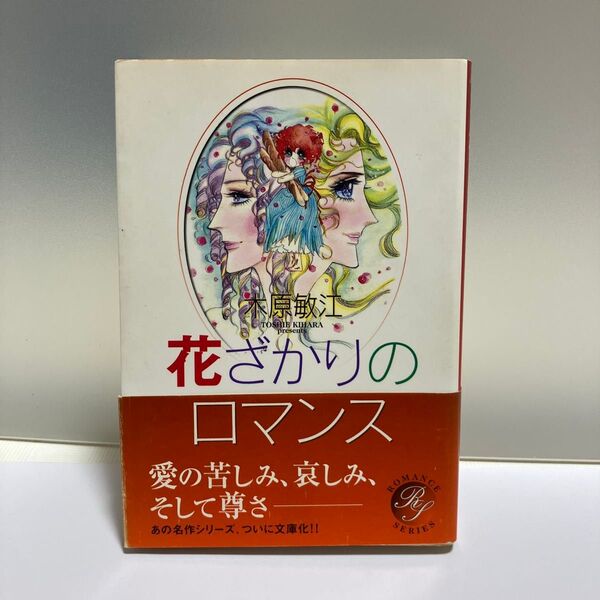 木原敏江
TOSHIE KIHARA
presents
花ざかりの
ロマンス
愛の苦しみ、哀しみ、
そして尊さ――
あの名作シリーズ、ついに文庫化!!
ROMANCE
RS
SERIES